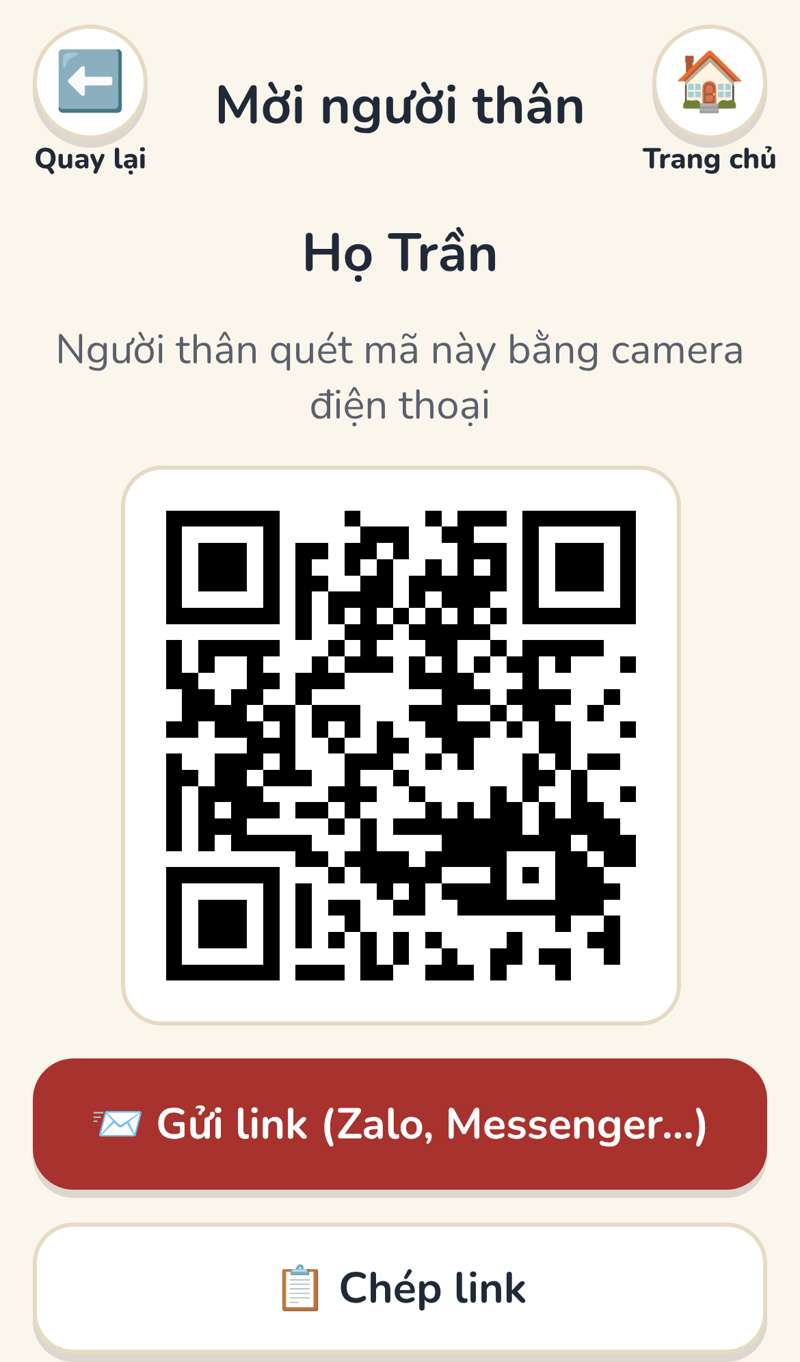 Mời người thân
Quay lại
Trang chủ
Họ Trần
Người thân quét mã này bằng camera
điện thoại
Gửi link (Zalo, Messenger...)
Chép link